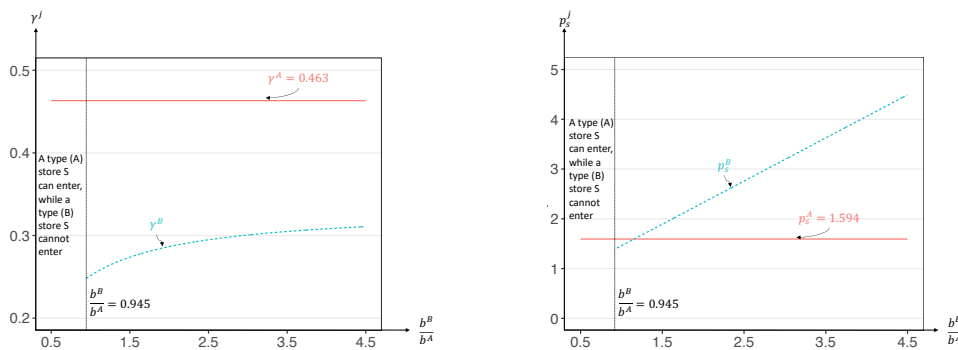 γ^j
0.5
0.4
0.3
0.2
γ^A = 0.463
A type (A)
store S
can enter,
while a
type (B)
store S
cannot
enter
γ^B
b^B/b^A = 0.945
0.5 1.5 2.5 3.5 4.5
b^B/b^A
p_s^j
5
4
3
2
1
0
A type (A)
store S
can enter,
while a
type (B)
store S
cannot
enter
p_s^B
p_s^A = 1.594
b^B/b^A = 0.945
0.5 1.5 2.5 3.5 4.5
b^B/b^A